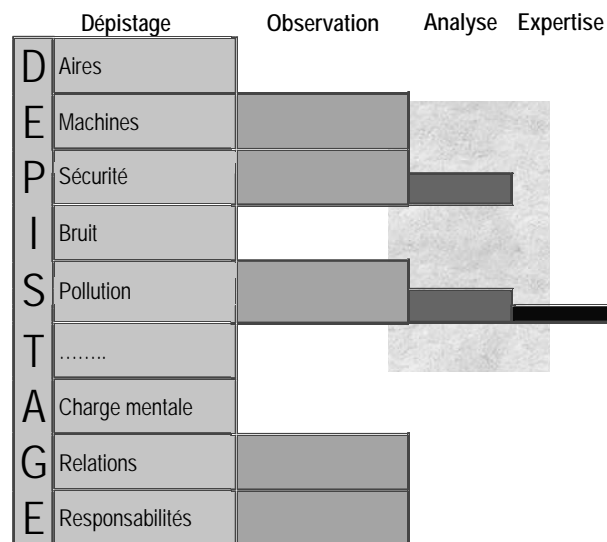 Dépistage Observation Analyse Expertise
D Aires
E Machines
P Sécurité
I Bruit
S Pollution
T ........
A Charge mentale
G Relations
E Responsabilités